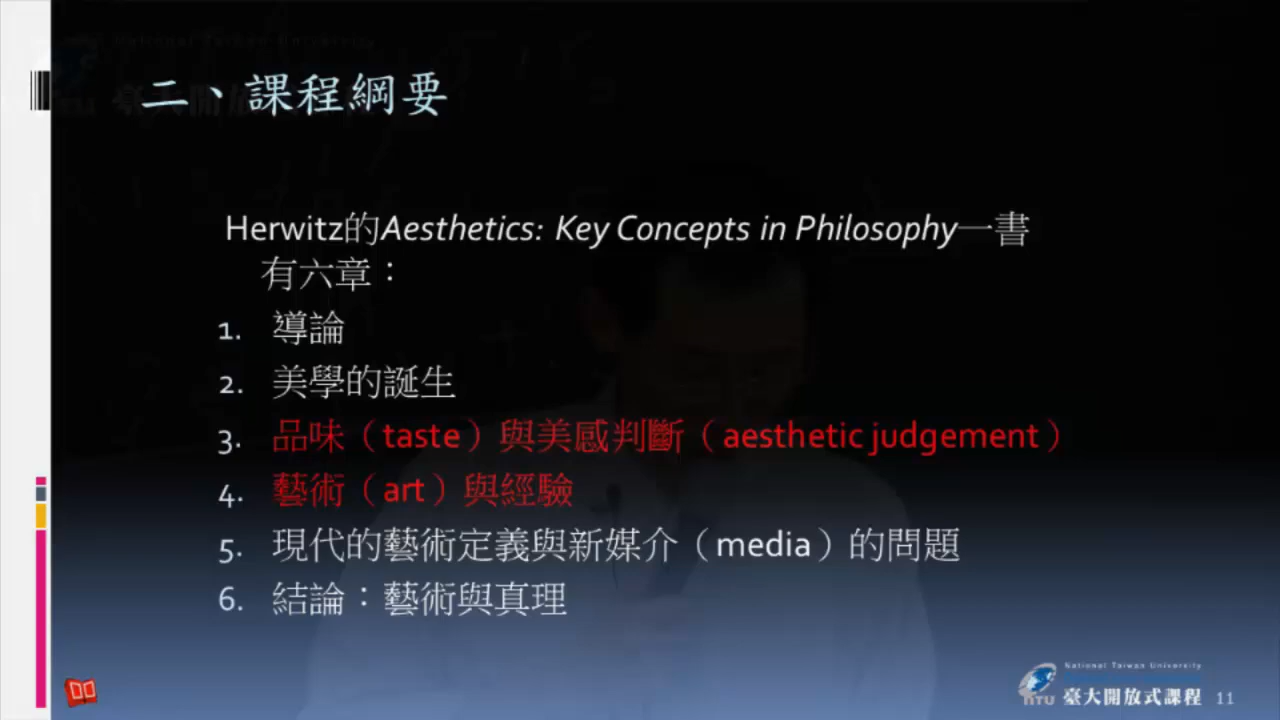 二、課程綱要
Herwitz的Aesthetics: Key Concepts in Philosophy一書
有六章：
1. 導論
2. 美學的誕生
3. 品味（taste）與美感判斷（aesthetic judgement）
4. 藝術（art）與經驗
5. 現代的藝術定義與新媒介（media）的問題
6. 結論：藝術與真理
National Taiwan University
NTU 臺大開放式課程 11